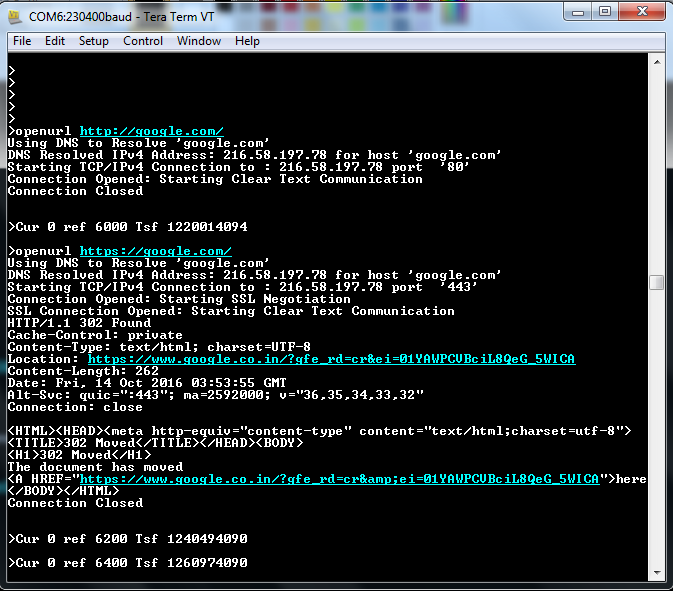 COM6:230400baud - Tera Term VT
File Edit Setup Control Window Help
>
>
>
>
>
>openurl http://google.com/
Using DNS to Resolve 'google.com'
DNS Resolved IPv4 Address: 216.58.197.78 for host 'google.com'
Starting TCP/IPv4 Connection to : 216.58.197.78 port  '80'
Connection Opened: Starting Clear Text Communication
Connection Closed
>Cur 0 ref 6000 Tsf 1220014094
>openurl https://google.com/
Using DNS to Resolve 'google.com'
DNS Resolved IPv4 Address: 216.58.197.78 for host 'google.com'
Starting TCP/IPv4 Connection to : 216.58.197.78 port  '443'
Connection Opened: Starting SSL Negotiation
SSL Connection Opened: Starting Clear Text Communication
HTTP/1.1 302 Found
Cache-Control: private
Content-Type: text/html; charset=UTF-8
Location: https://www.google.co.in/?gfe_rd=cr&ei=01YAWPCVBciL8QeG_5WICA
Content-Length: 262
Date: Fri, 14 Oct 2016 03:53:55 GMT
Alt-Svc: quic=":443"; ma=2592000; v="36,35,34,33,32"
Connection: close
<HTML><HEAD><meta http-equiv="content-type" content="text/html;charset=utf-8">
<TITLE>302 Moved</TITLE></HEAD><BODY>
<H1>302 Moved</H1>
The document has moved
<A HREF="https://www.google.co.in/?gfe_rd=cr&amp;ei=01YAWPCVBciL8QeG_5WICA">here
</BODY></HTML>
Connection Closed
>Cur 0 ref 6200 Tsf 1240494090
>Cur 0 ref 6400 Tsf 1260974090